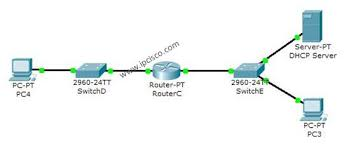 Server-PT
DHCP Server
www.ipcisco.com
PC-PT
PC4
2960-24TT
SwitchD
Router-PT
RouterC
2960-24TT
SwitchE
PC-PT
PC3